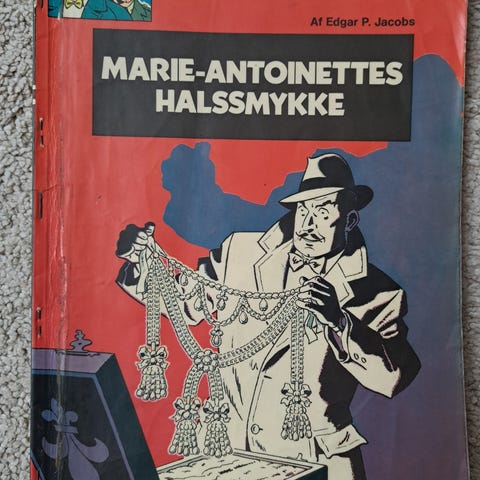 Af Edgar P. Jacobs
MARIE-ANTOINETTES
HALSSMYKKE